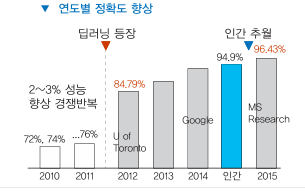 ▼ 연도별 정확도 향상
딥러닝 등장
인간 추월
2~3% 성능
향상 경쟁반복
72%, 74%
...76%
84.79%
U of
Toronto
Google
94,9%
96,43%
MS
Research
2010 2011 2012 2013 2014 인간 2015